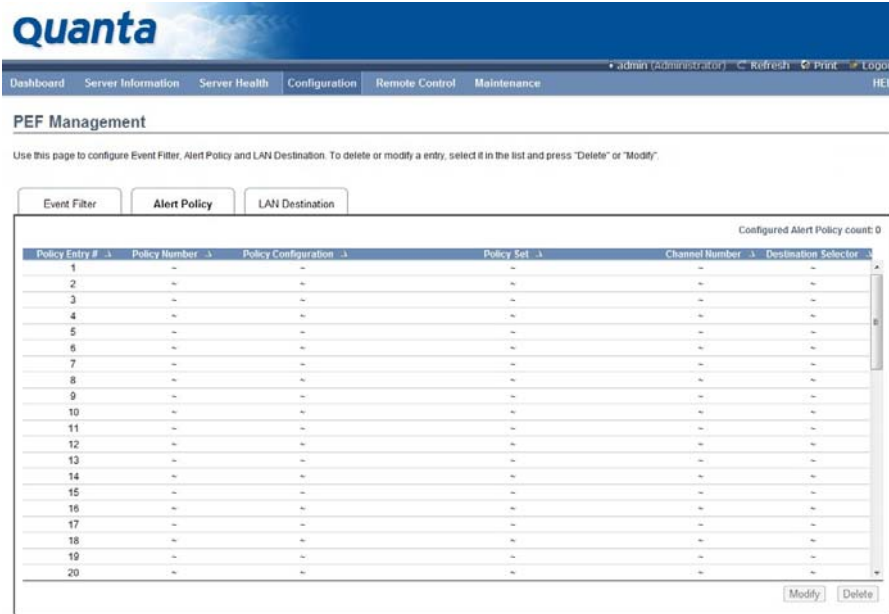 Quanta
• admin (Administrator) Refresh Print
Dashboard Server Information Server Health Configuration Remote Control Maintenance
PEF Management
Use this page to configure Event Filter, Alert Policy and LAN Destination. To delete or modify a entry, select it in the list and press "Delete" or "Modify".
Event Filter Alert Policy LAN Destination
Configured Alert Policy count: 0
Policy Entry # Policy Number Policy Configuration Policy Set Channel Number Destination Selector
1 ~ ~ ~ ~ ~
2 ~ ~ ~ ~ ~
3 ~ ~ ~ ~ ~
4 ~ ~ ~ ~ ~
5 ~ ~ ~ ~ ~
6 ~ ~ ~ ~ ~
7 ~ ~ ~ ~ ~
8 ~ ~ ~ ~ ~
9 ~ ~ ~ ~ ~
10 ~ ~ ~ ~ ~
11 ~ ~ ~ ~ ~
12 ~ ~ ~ ~ ~
13 ~ ~ ~ ~ ~
14 ~ ~ ~ ~ ~
15 ~ ~ ~ ~ ~
16 ~ ~ ~ ~ ~
17 ~ ~ ~ ~ ~
18 ~ ~ ~ ~ ~
19 ~ ~ ~ ~ ~
20 ~ ~ ~ ~ ~
Modify Delete